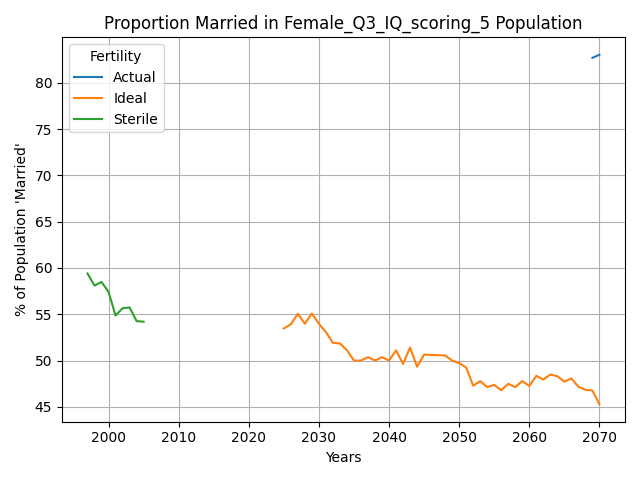 Proportion Married in Female_Q3_IQ_scoring_5 Population
Fertility
Actual
Ideal
Sterile
% of Population 'Married'
80
75
70
65
60
55
50
45
2000
2010
2020
2030
2040
2050
2060
2070
Years